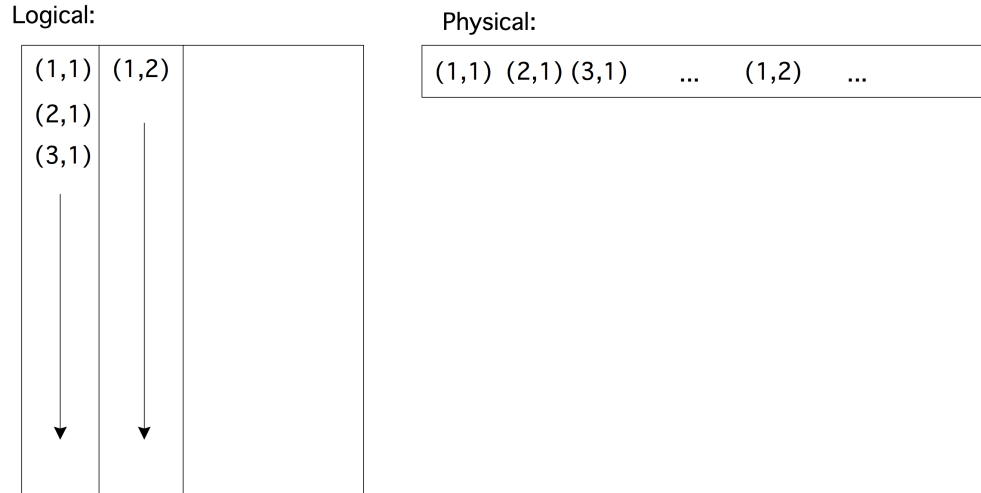 Logical:
(1,1) (1,2)
(2,1)
(3,1)
Physical:
(1,1) (2,1) (3,1) ... (1,2) ...